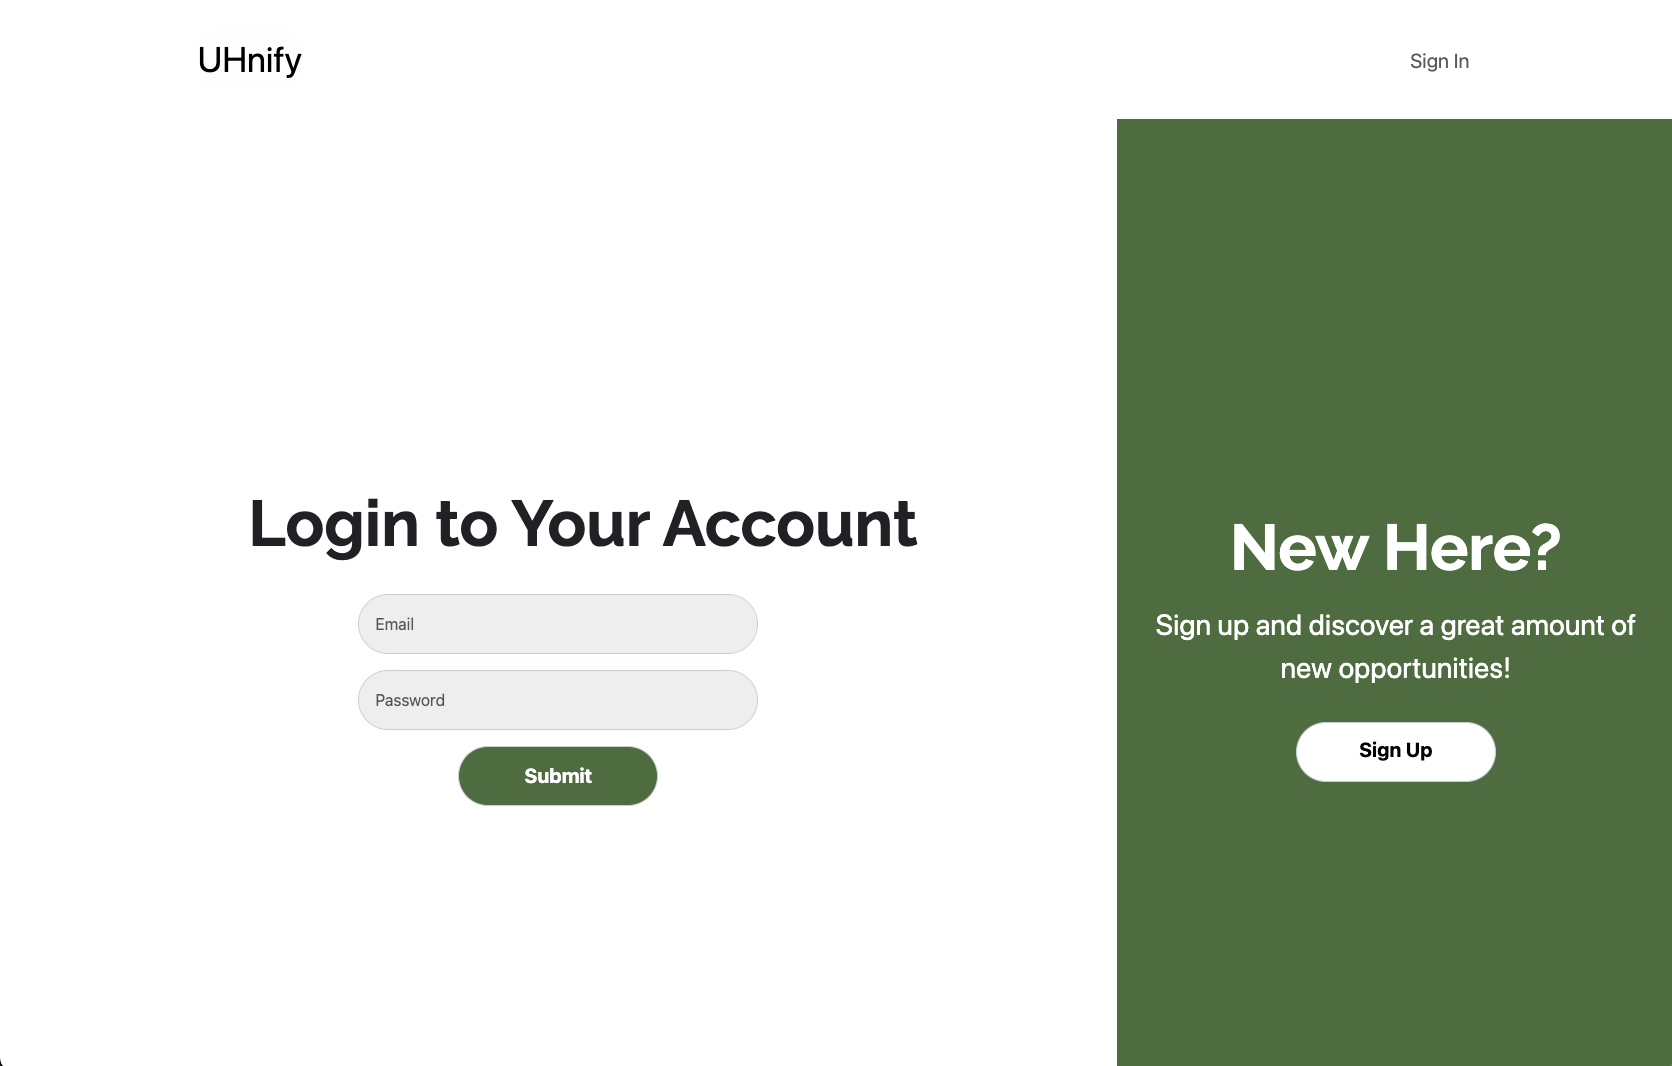 UHnify
Sign In
Login to Your Account
Email
Password
Submit
New Here?
Sign up and discover a great amount of
new opportunities!
Sign Up